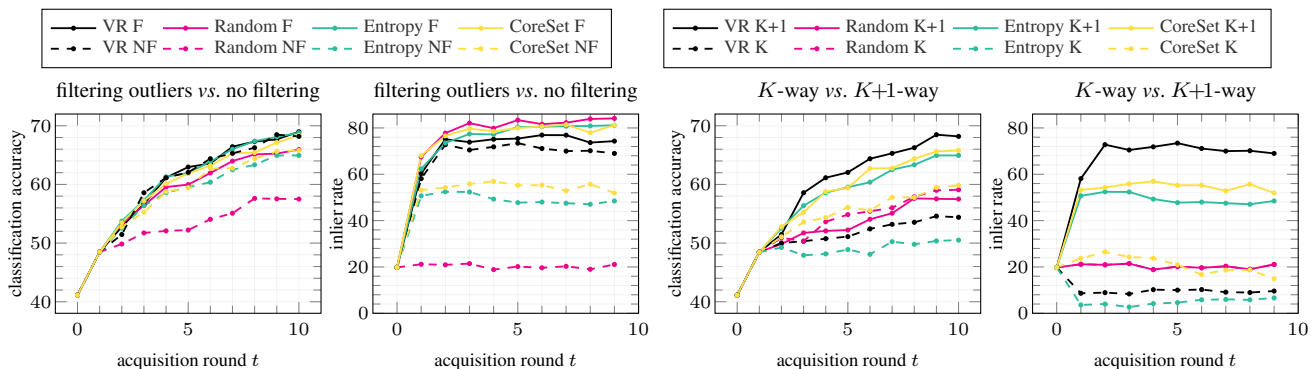 VR F Random F Entropy F CoreSet F
VR NF Random NF Entropy NF CoreSet NF
VR K+1 Random K+1 Entropy K+1 CoreSet K+1
VR K Random K Entropy K CoreSet K
filtering outliers vs. no filtering
classification accuracy
70
60
50
40
0 5 10
acquisition round t
filtering outliers vs. no filtering
inlier rate
80
60
40
20
0
0 5 10
acquisition round t
K-way vs. K+1-way
classification accuracy
70
60
50
40
0 5 10
acquisition round t
K-way vs. K+1-way
inlier rate
80
60
40
20
0
0 5 10
acquisition round t